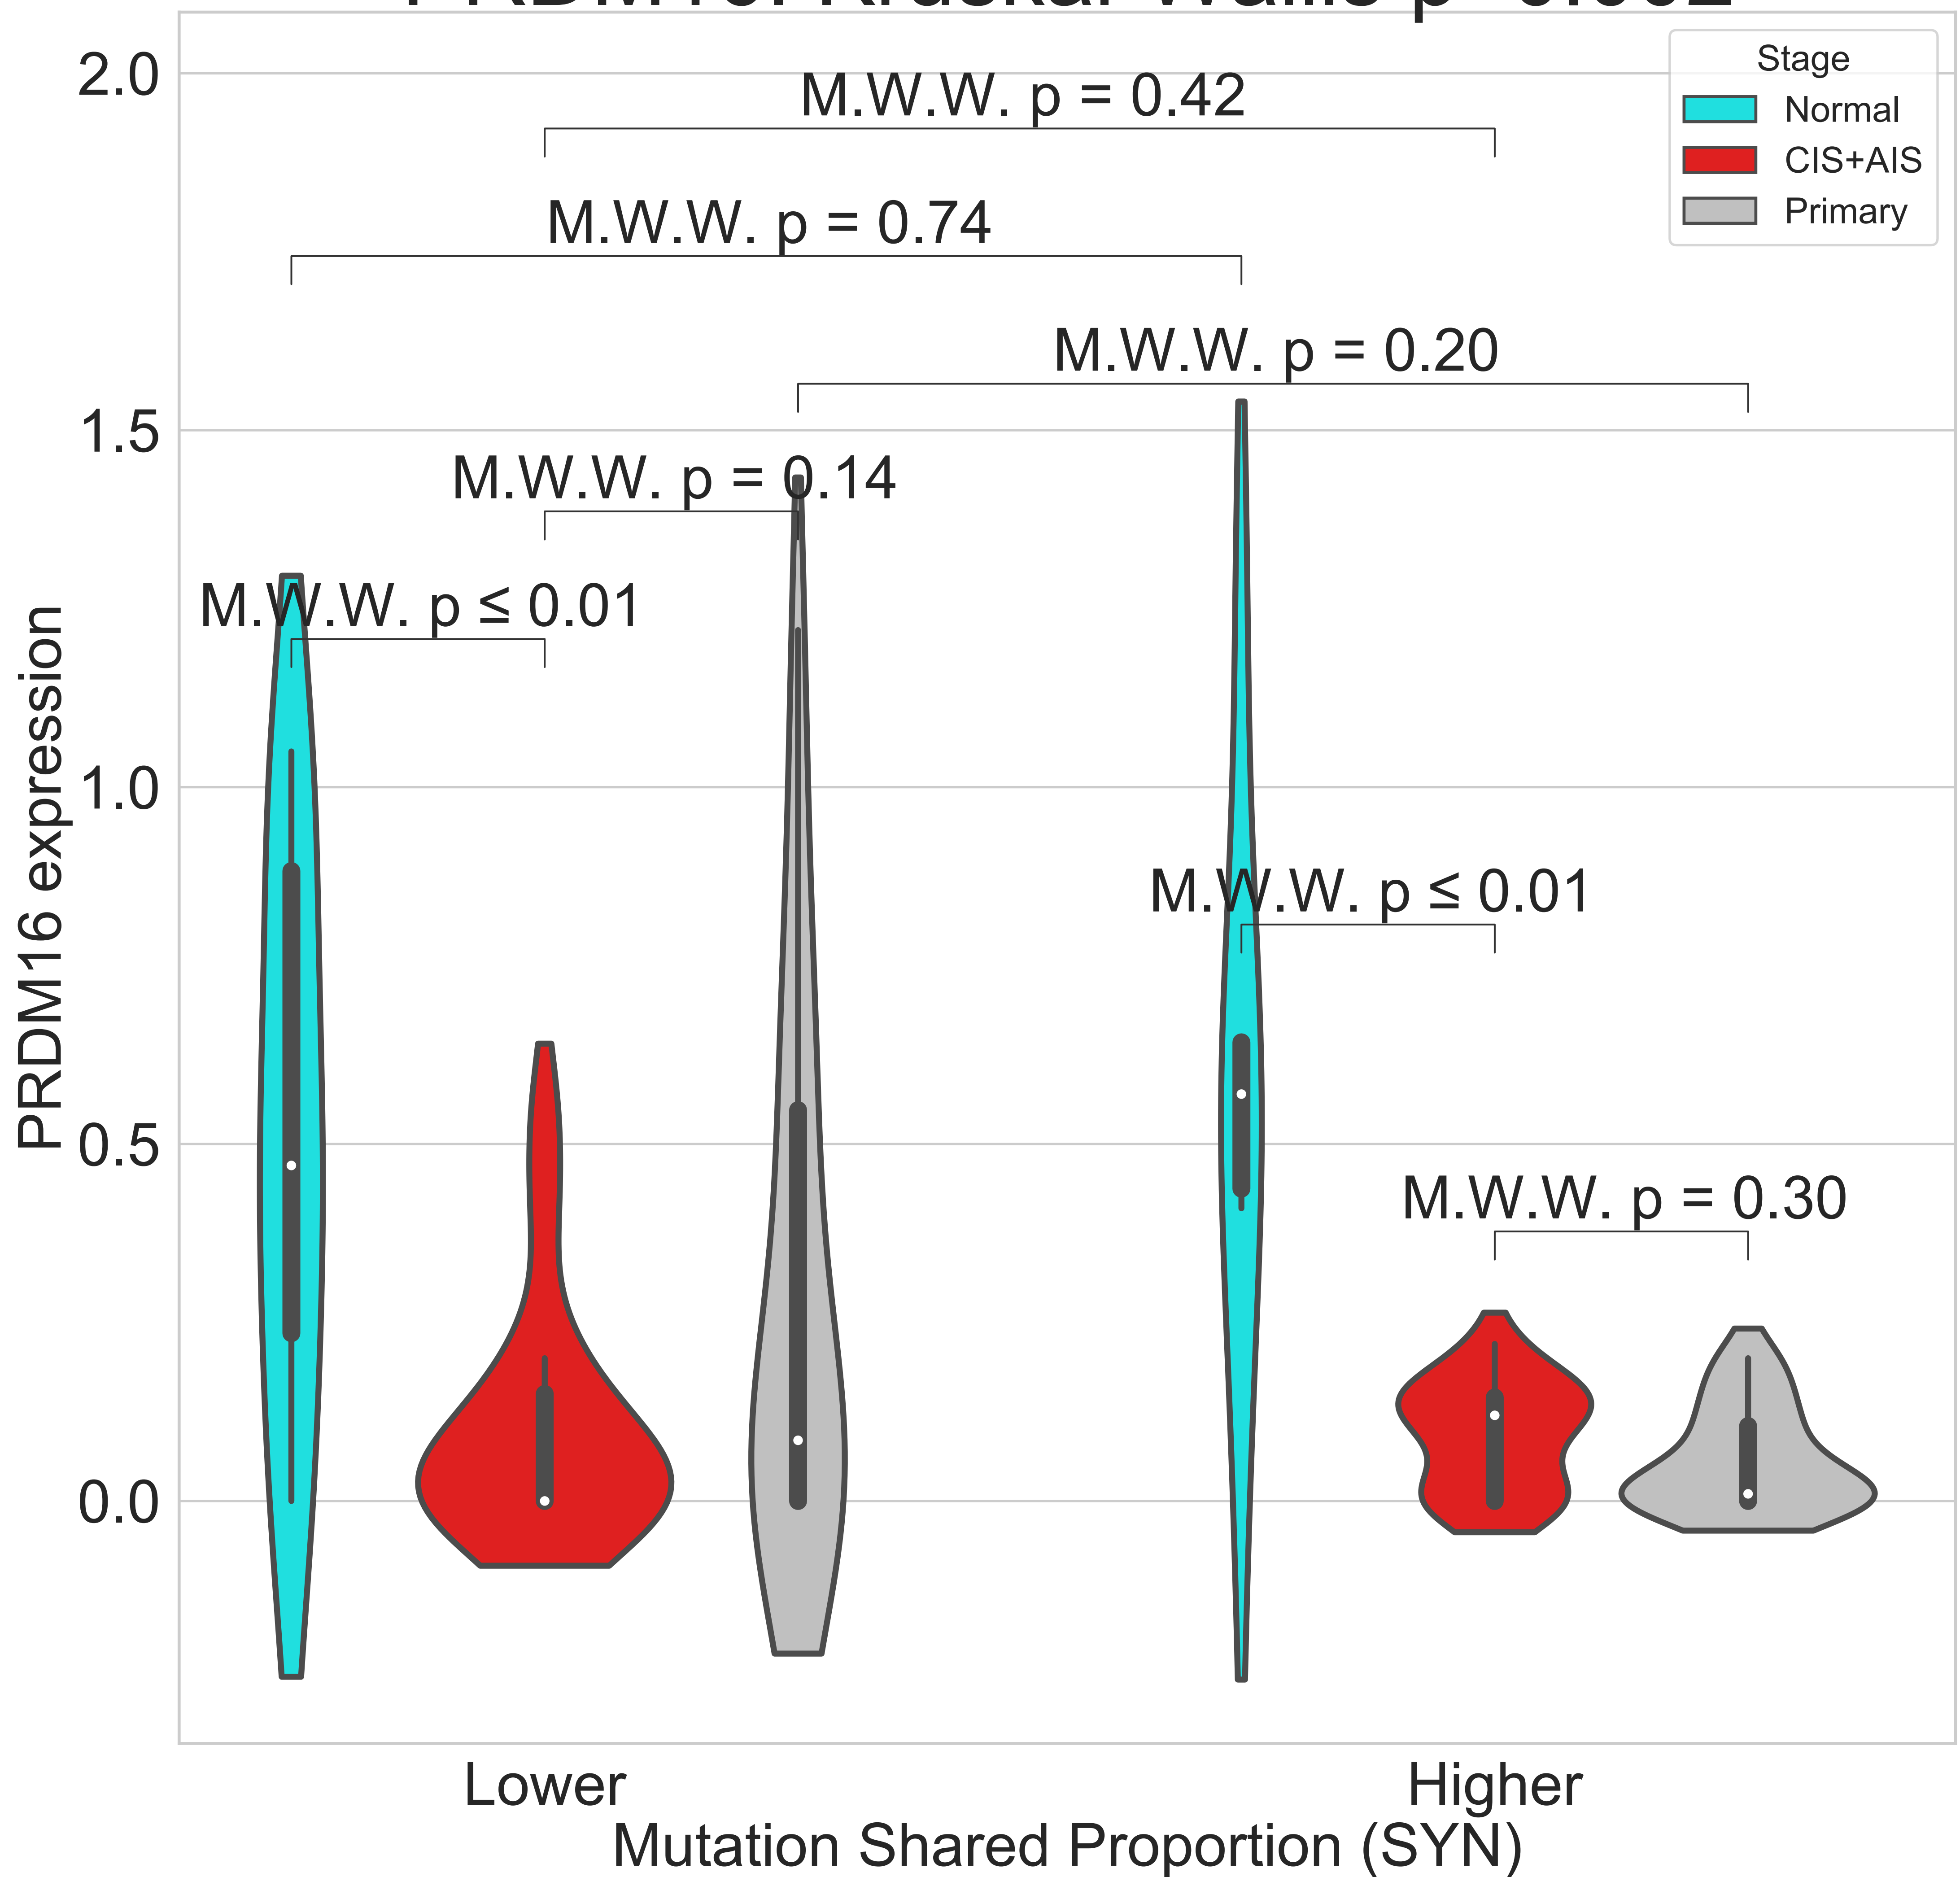 2.0
1.5
1.0
0.5
0.0
PRDM16 expression
Stage
Normal
CIS+AIS
Primary
M.W.W. p = 0.42
M.W.W. p = 0.74
M.W.W. p = 0.20
M.W.W. p = 0.14
M.W.W. p ≤ 0.01
M.W.W. p ≤ 0.01
M.W.W. p = 0.30
Lower
Higher
Mutation Shared Proportion (SYN)